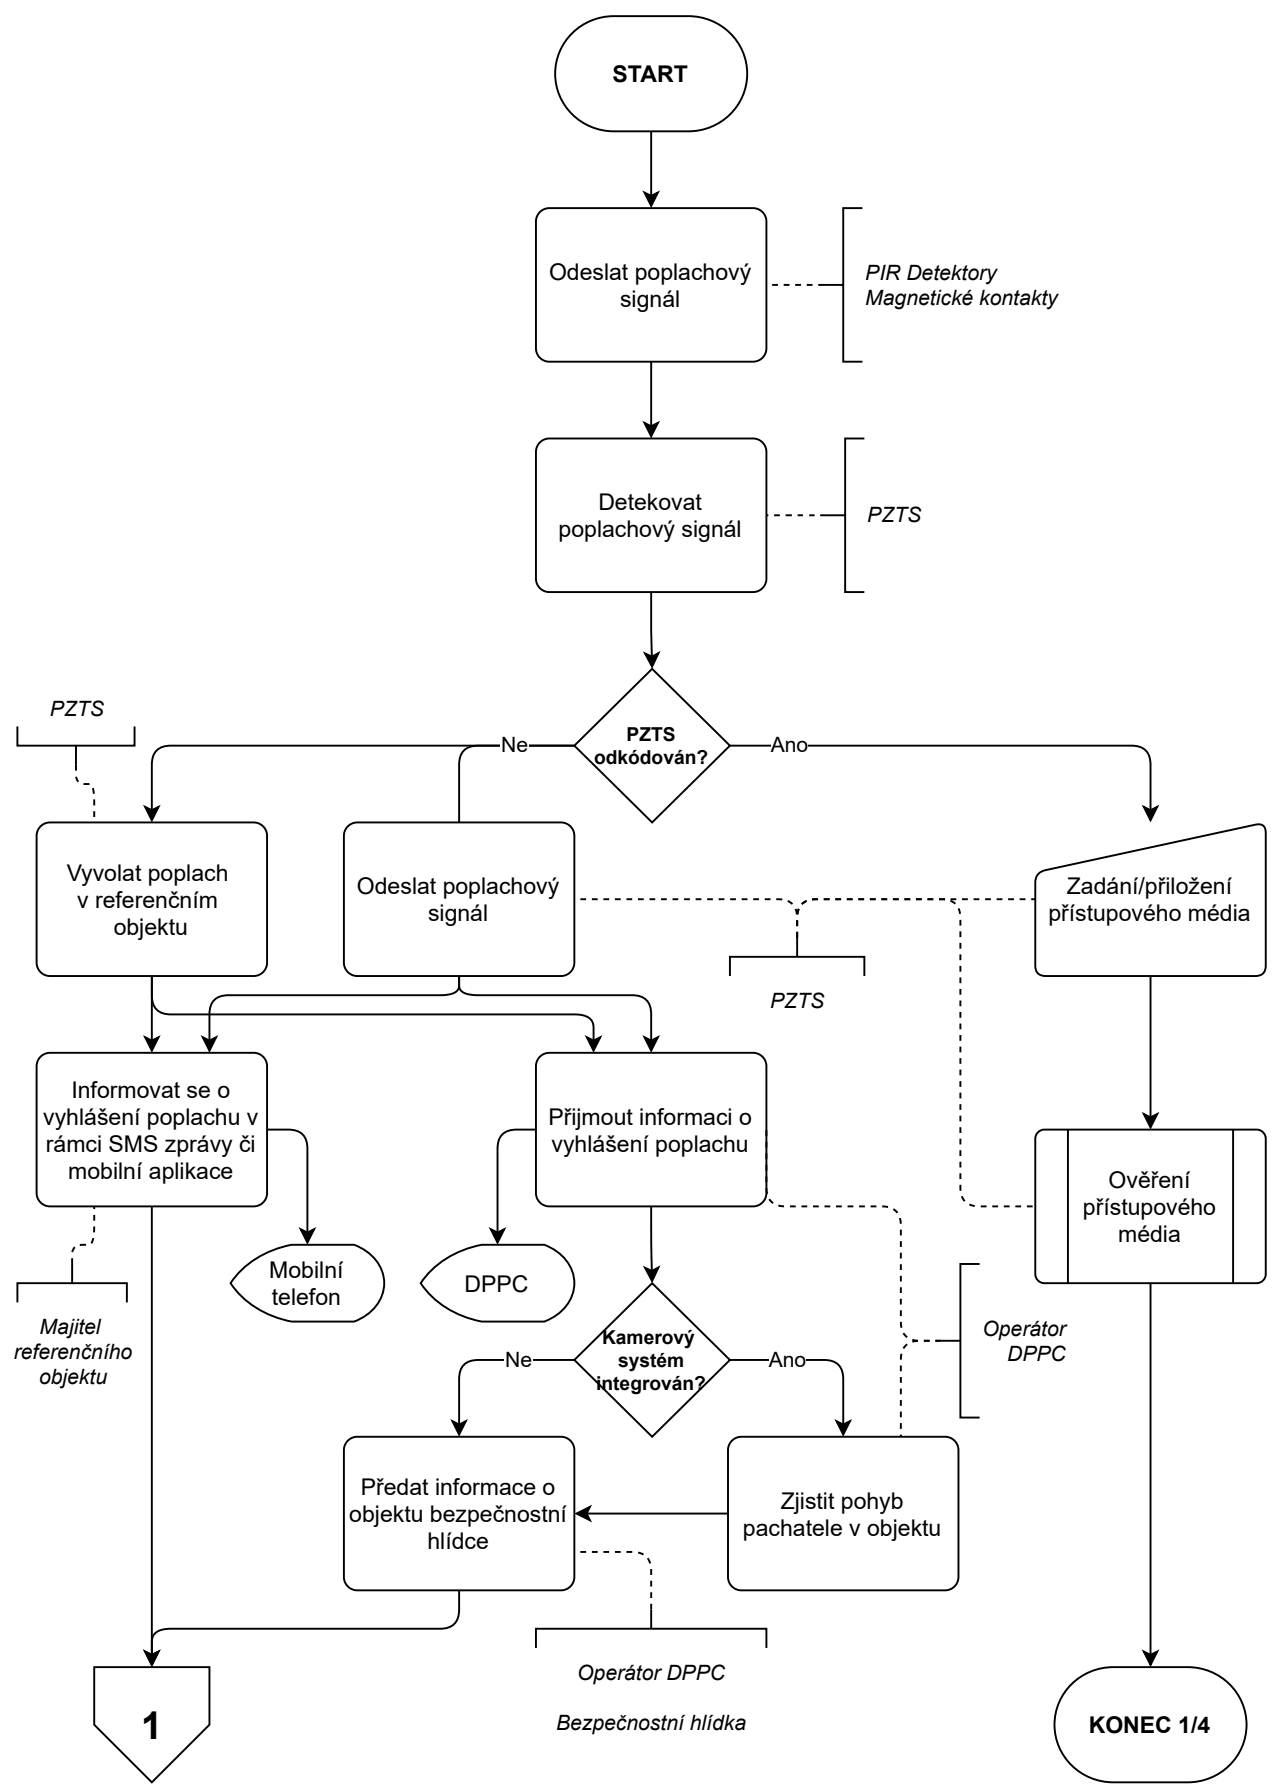 START
Odeslat poplachový
signál
PIR Detektory
Magnetické kontakty
Detekovat
poplachový signál
PZTS
PZTS
PZTS
odkódován?
Ne
Ano
Vyvolat poplach
v referenčním
objektu
Odeslat poplachový
signál
Zadání/přiložení
přístupového média
PZTS
Informovat se o
vyhlášení poplachu v
rámci SMS zprávy či
mobilní aplikace
Přijmout informaci o
vyhlášení poplachu
Ověření
přístupového
média
Mobilní
telefon
DPPC
Majitel
referenčního
objektu
Kamerový
systém
integrován?
Operátor
DPPC
Ne
Ano
Předat informace o
objektu bezpečnostní
hlídce
Zjistit pohyb
pachatele v objektu
Operátor DPPC
Bezpečnostní hlídka
1
KONEC 1/4